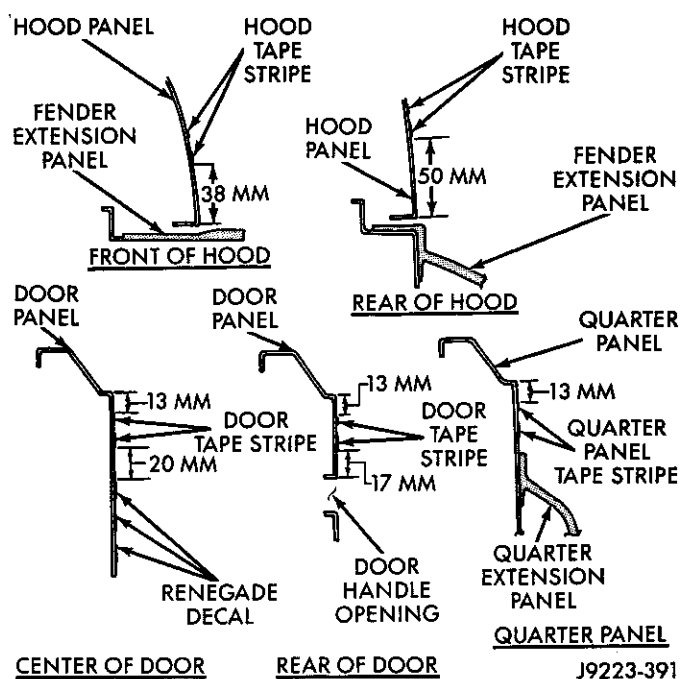 HOOD PANEL
HOOD
TAPE
STRIPE
FENDER
EXTENSION
PANEL
38 MM
FRONT OF HOOD
HOOD
TAPE
STRIPE
HOOD
PANEL
50 MM
FENDER
EXTENSION
PANEL
REAR OF HOOD
DOOR
PANEL
13 MM
DOOR
TAPE STRIPE
20 MM
RENEGADE
DECAL
CENTER OF DOOR
DOOR
PANEL
13 MM
DOOR
TAPE
STRIPE
17 MM
DOOR
HANDLE
OPENING
REAR OF DOOR
QUARTER
PANEL
13 MM
QUARTER
PANEL
TAPE STRIPE
QUARTER
EXTENSION
PANEL
QUARTER PANEL
J9223-391